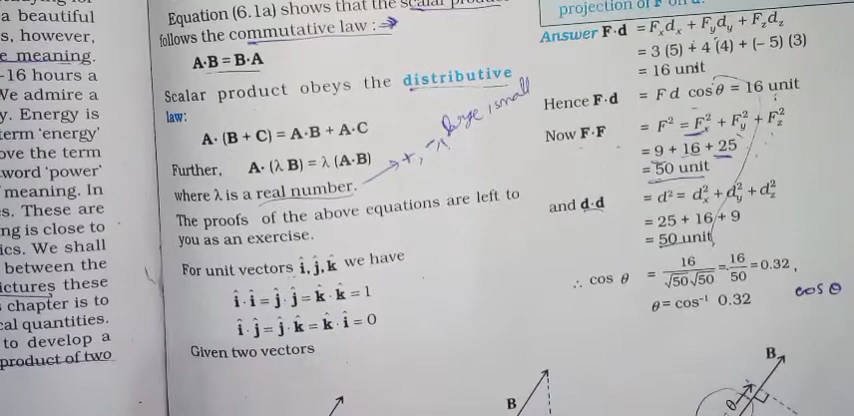 a beautiful
s, however,
e meaning.
-16 hours a
We admire a
y. Energy is
term ‘energy’
ove the term
word ‘power’
meaning. In
s. These are
ng is close to
ics. We shall
between the
ictures these
chapter is to
cal quantities.
to develop a
product of two
Equation (6.1a) shows that the scalar product
follows the commutative law :
A·B = B·A
Scalar product obeys the distributive
law:
A· (B + C) = A·B + A·C
Further, A· (λ B) = λ (A·B)
where λ is a real number.
+, -λ large, small
The proofs of the above equations are left to
you as an exercise.
For unit vectors î, ĵ, k̂ we have
î · î = ĵ · ĵ = k̂ · k̂ = 1
î · ĵ = ĵ · k̂ = k̂ · î = 0
Given two vectors
projection of F on d.
Answer F·d = Fₓdₓ + F_y d_y + F_z d_z
= 3 (5) + 4 (4) + (– 5) (3)
= 16 unit
Hence F·d = F d cos θ = 16 unit
Now F·F = F² = Fₓ² + F_y² + F_z²
= 9 + 16 + 25
= 50 unit
and d·d = d² = dₓ² + d_y² + d_z²
= 25 + 16 + 9
= 50 unit
∴ cos θ = 16/√50√50 = 16/50 = 0.32 ,
θ = cos⁻¹ 0.32
cos θ
B
B
θ